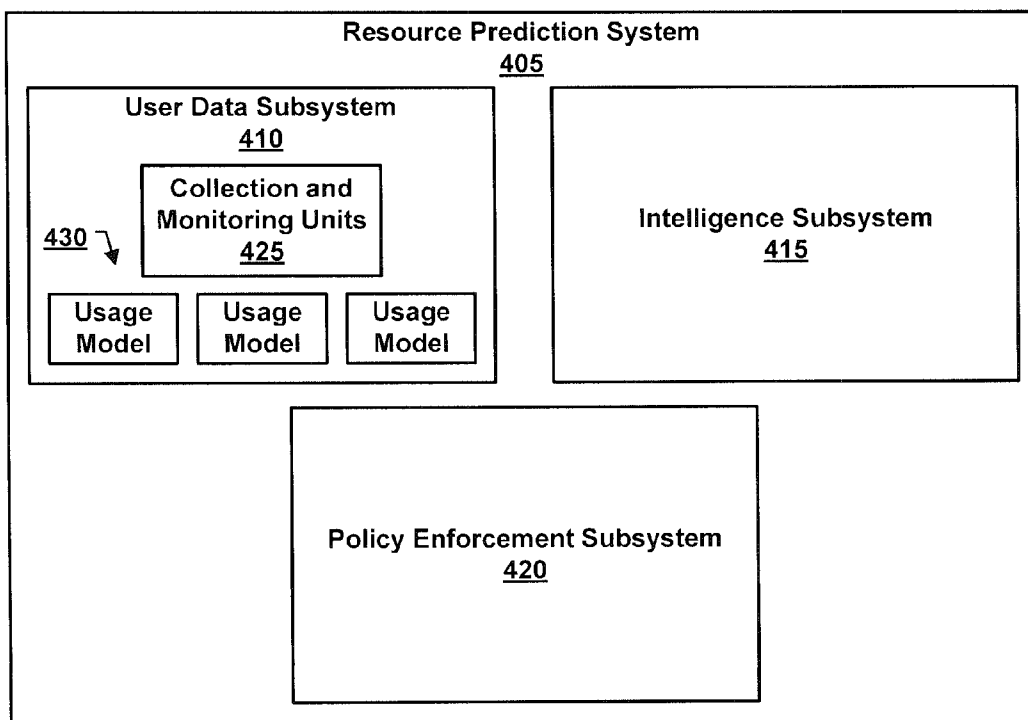 Resource Prediction System
405
User Data Subsystem
410
Collection and
Monitoring Units
425
430
Usage
Model
Usage
Model
Usage
Model
Intelligence Subsystem
415
Policy Enforcement Subsystem
420